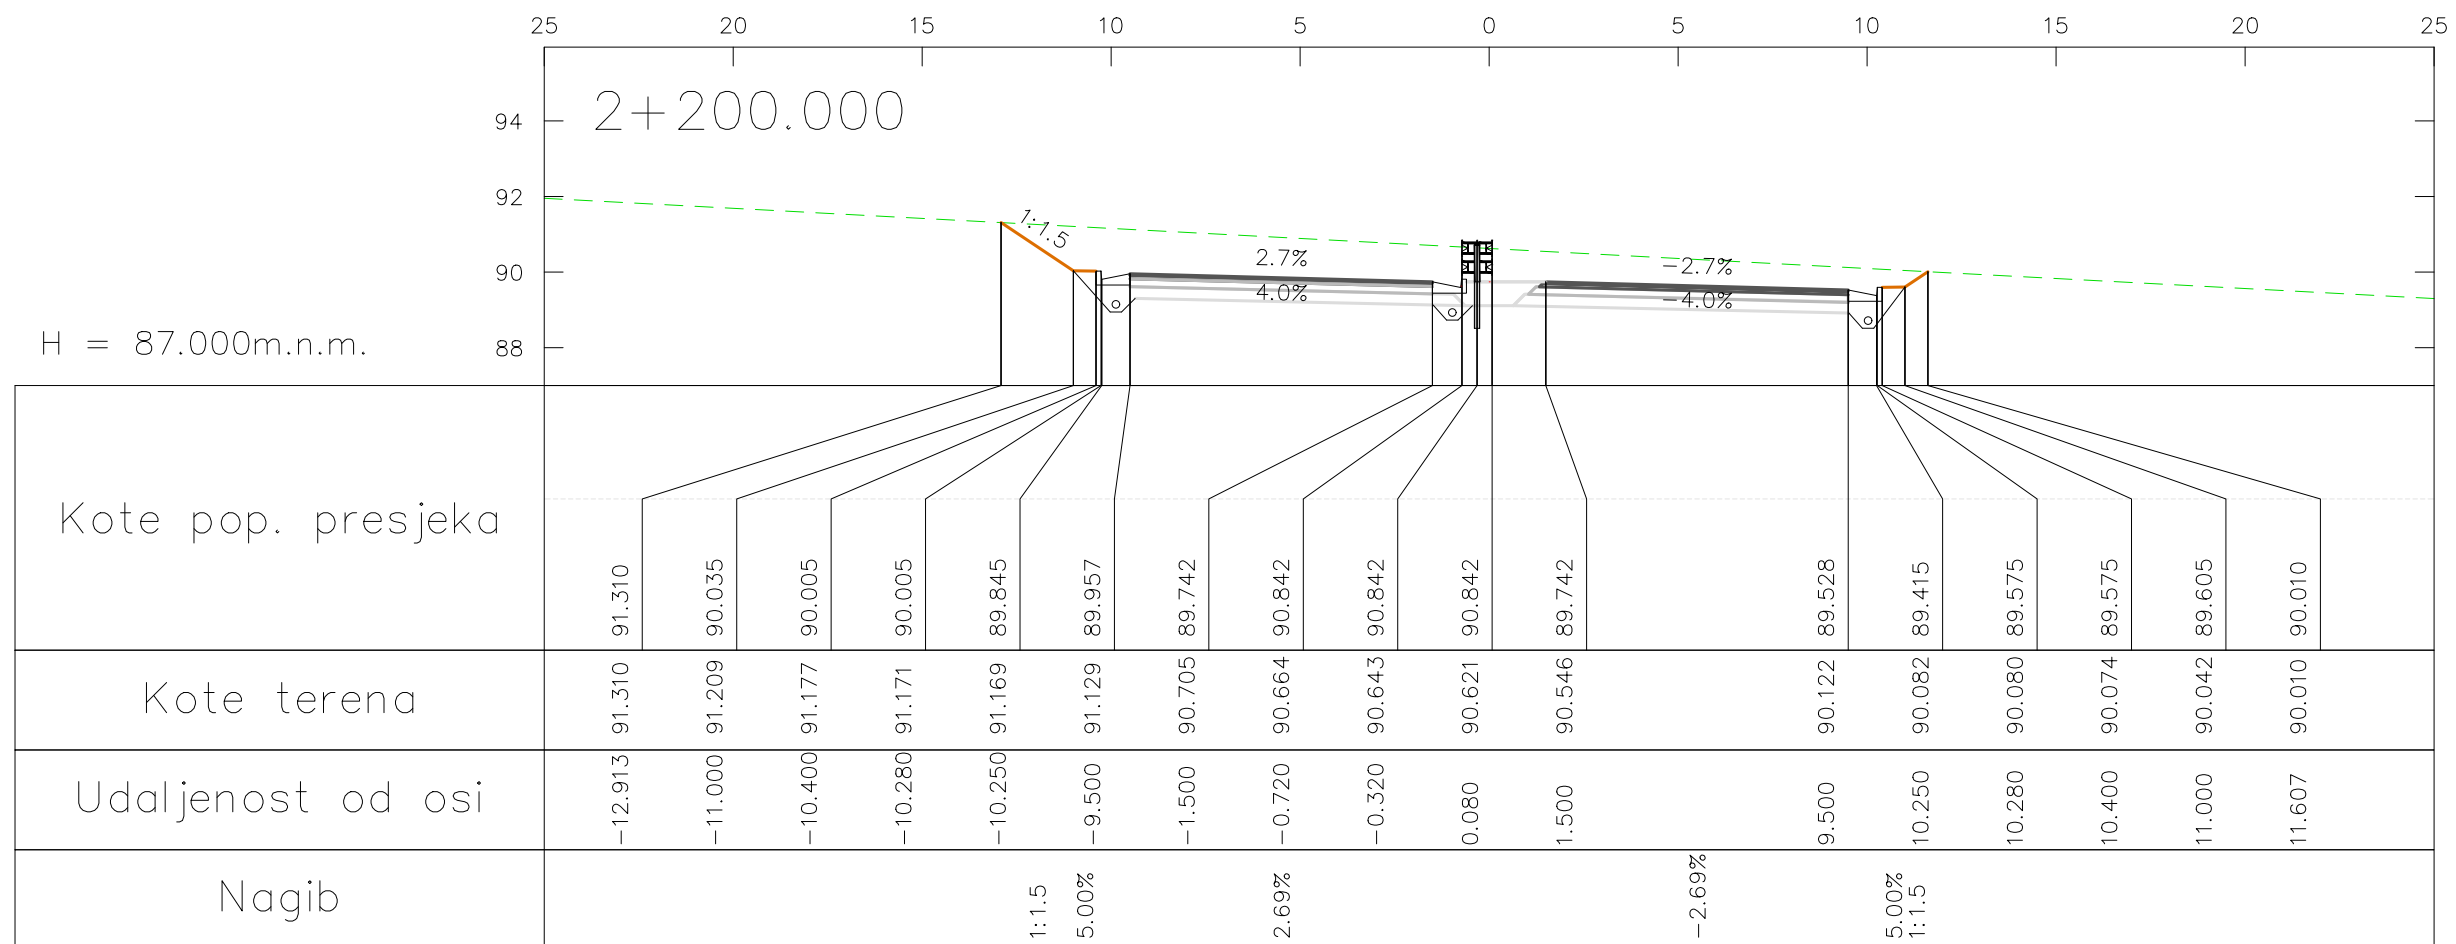 25 20 15 10 5 0 5 10 15 20 25
2+200.000
94
92
90
88
1:1.5
2.7%
-2.7%
4.0%
-4.0%
H = 87.000m.n.m.
Kote pop. presjeka
91.310 90.035 90.005 90.005 89.845 89.957 89.742 90.842 90.842 90.842 89.742 89.528 89.415 89.575 89.575 89.605 90.010
Kote terena
91.310 91.209 91.177 91.171 91.169 91.129 90.705 90.664 90.643 90.621 90.546 90.122 90.082 90.080 90.074 90.042 90.010
Udaljenost od osi
-12.913 -11.000 -10.400 -10.280 -10.250 -9.500 -1.500 -0.720 -0.320 0.080 1.500 9.500 10.250 10.280 10.400 11.000 11.607
Nagib
1:1.5 5.00% 2.69% -2.69% 5.00% 1:1.5